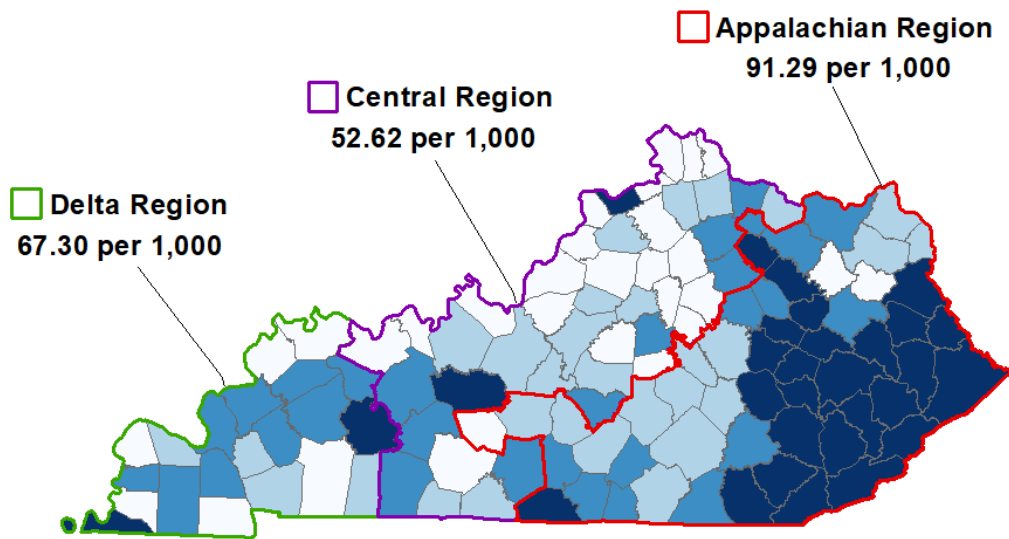 Appalachian Region
91.29 per 1,000
Central Region
52.62 per 1,000
Delta Region
67.30 per 1,000